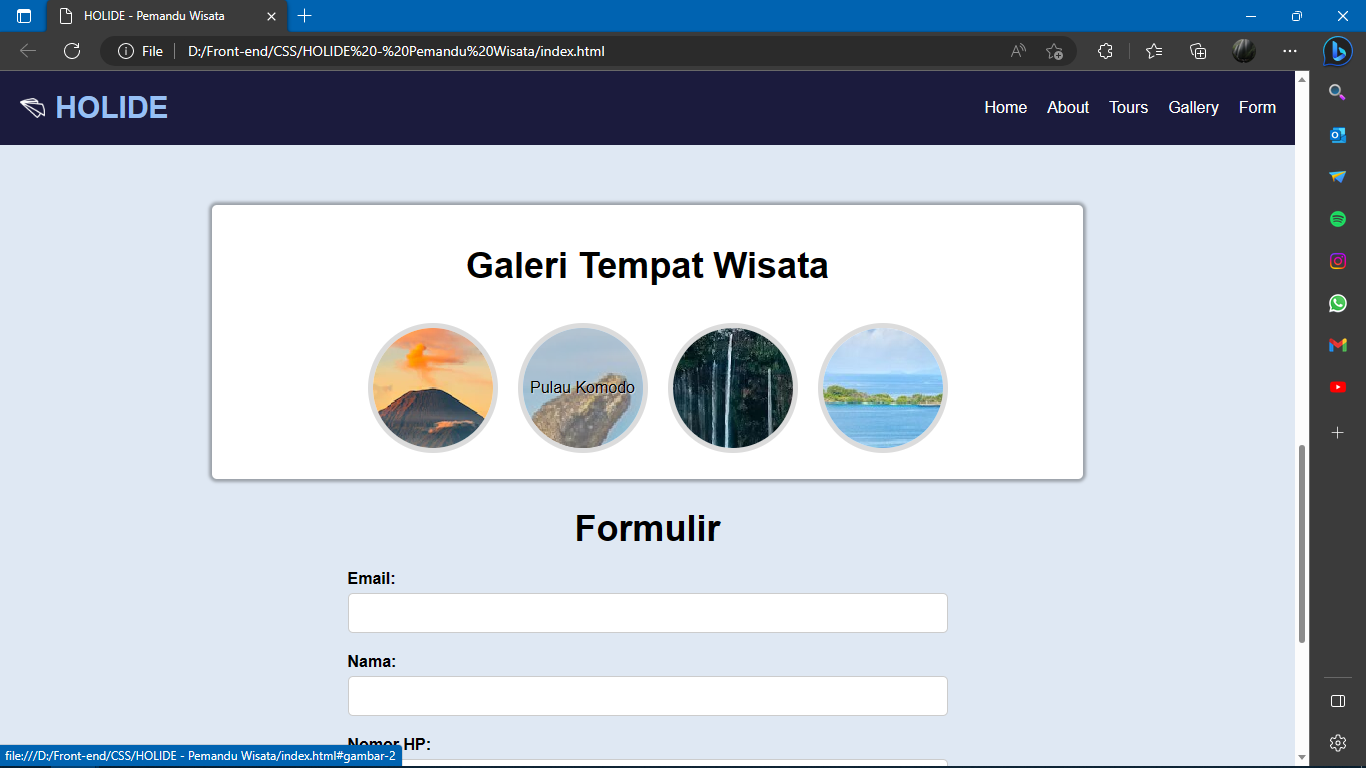 HOLIDE - Pemandu Wisata
File
D:/Front-end/CSS/HOLIDE%20-%20Pemandu%20Wisata/index.html
HOLIDE
Home About Tours Gallery Form
Galeri Tempat Wisata
Pulau Komodo
Formulir
Email:
Nama:
Nomor HP:
file:///D:/Front-end/CSS/HOLIDE - Pemandu Wisata/index.html#gambar-2